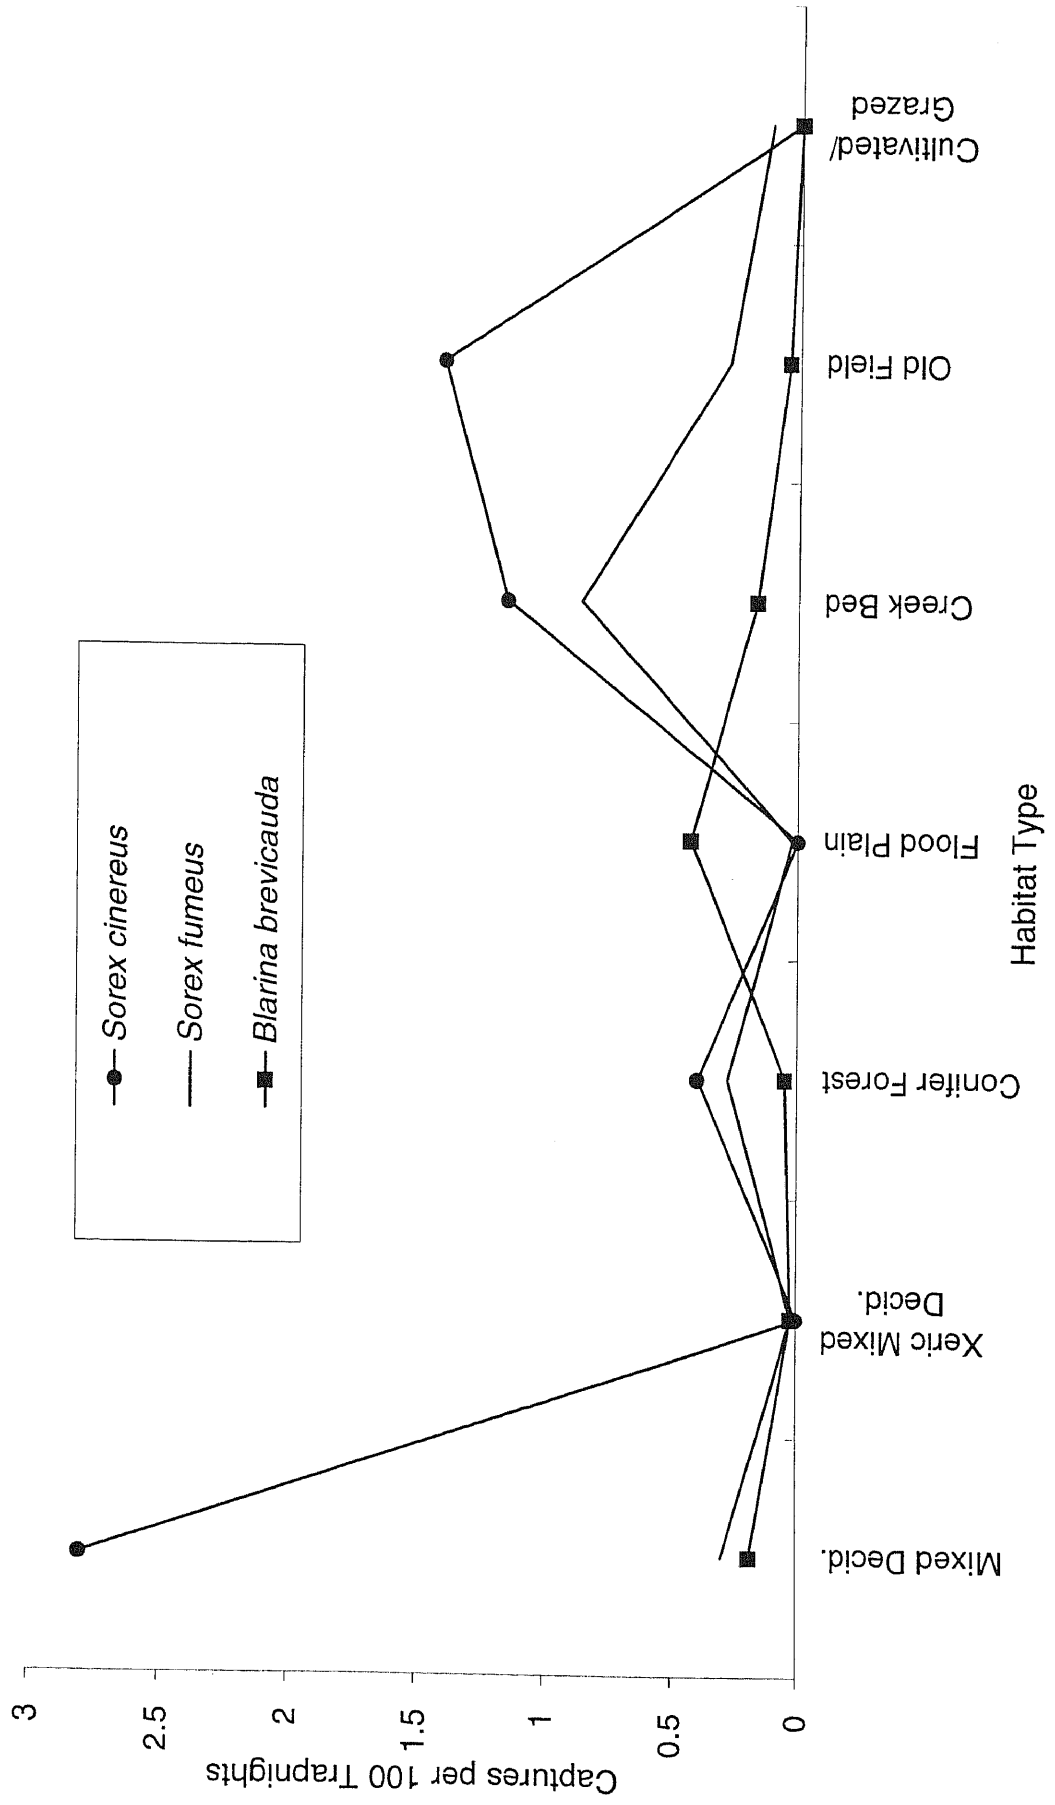 Sorex cinereus
Sorex fumeus
Blarina brevicauda
Captures per 100 Trapnights
3
2.5
2
1.5
1
0.5
0
Mixed Decid.
Xeric Mixed
Decid.
Conifer Forest
Flood Plain
Creek Bed
Old Field
Cultivated/
Grazed
Habitat Type